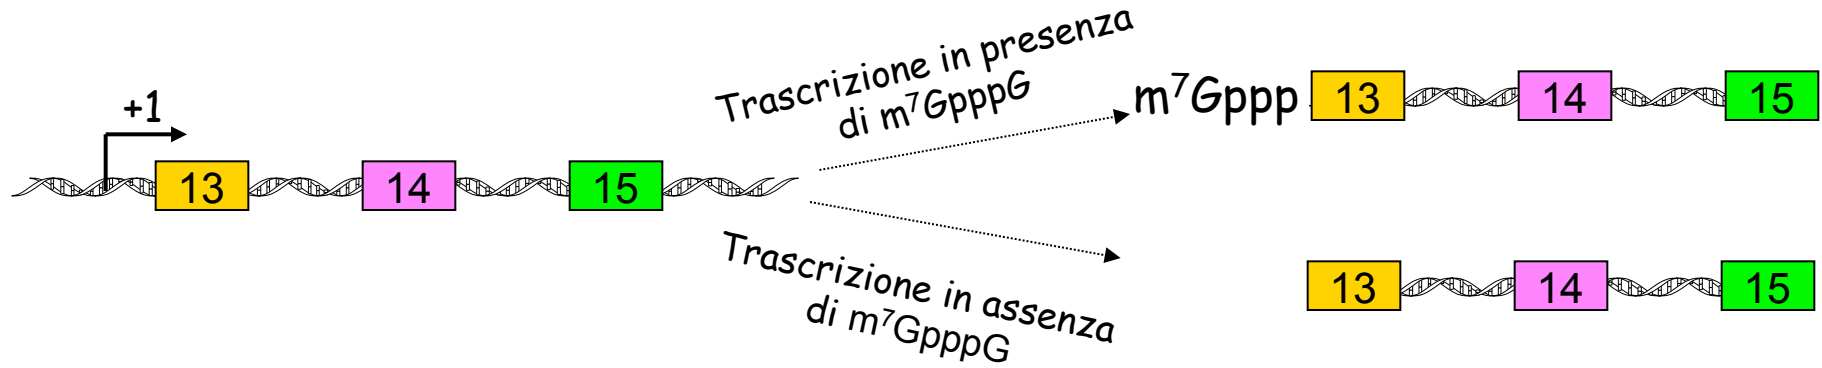 +1
13 14 15
Trascrizione in presenza
di m⁷GpppG
m⁷Gppp 13 14 15
Trascrizione in assenza
di m⁷GpppG
13 14 15